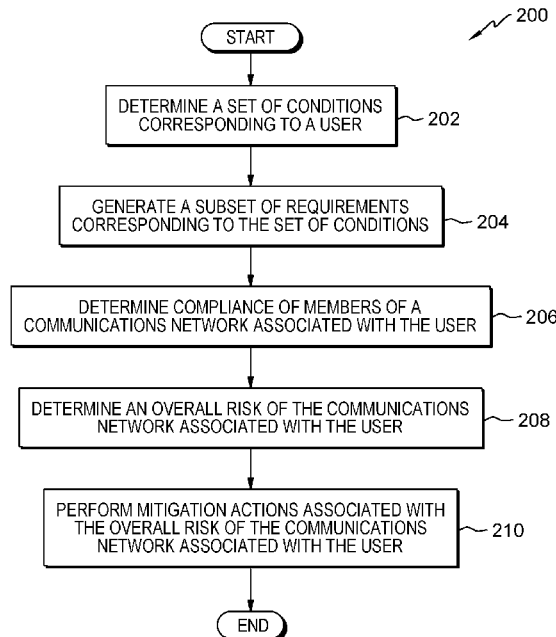 200
START
DETERMINE A SET OF CONDITIONS
CORRESPONDING TO A USER
202
GENERATE A SUBSET OF REQUIREMENTS
CORRESPONDING TO THE SET OF CONDITIONS
204
DETERMINE COMPLIANCE OF MEMBERS OF A
COMMUNICATIONS NETWORK ASSOCIATED WITH THE USER
206
DETERMINE AN OVERALL RISK OF THE COMMUNICATIONS
NETWORK ASSOCIATED WITH THE USER
208
PERFORM MITIGATION ACTIONS ASSOCIATED WITH
THE OVERALL RISK OF THE COMMUNICATIONS
NETWORK ASSOCIATED WITH THE USER
210
END